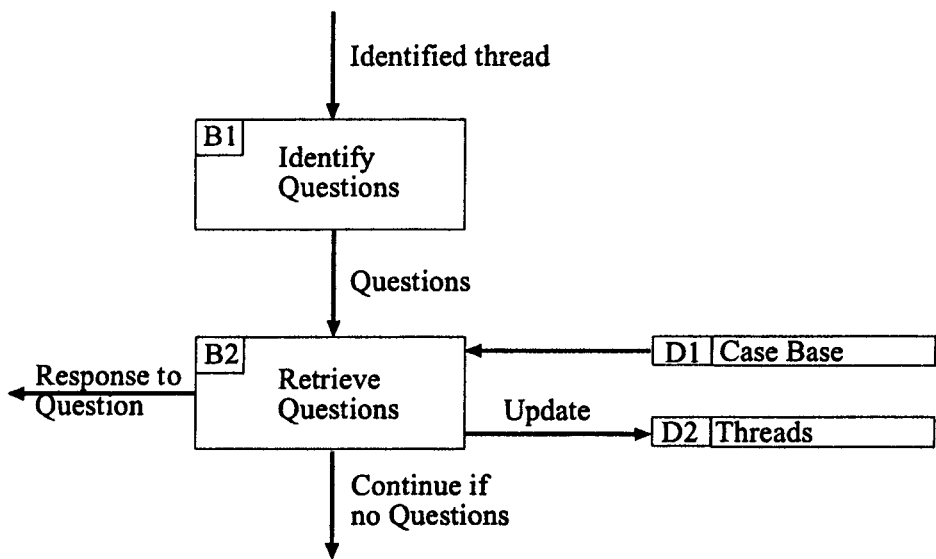 Identified thread
B1
Identify
Questions
Questions
B2
Retrieve
Questions
D1 Case Base
Response to
Question
Update
D2 Threads
Continue if
no Questions